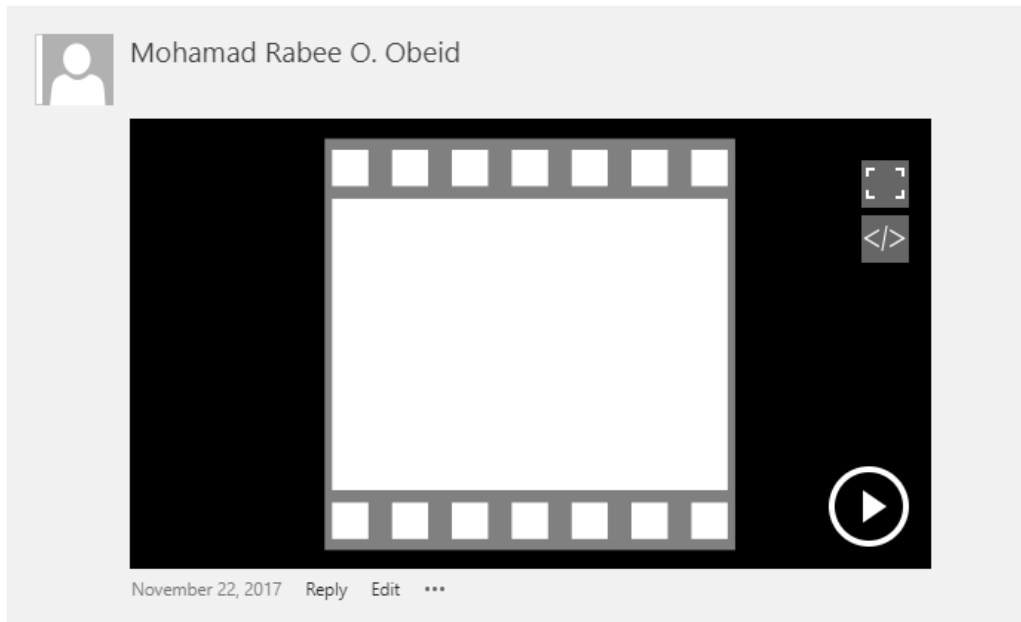 Mohamad Rabee O. Obeid
</>
November 22, 2017 Reply Edit •••